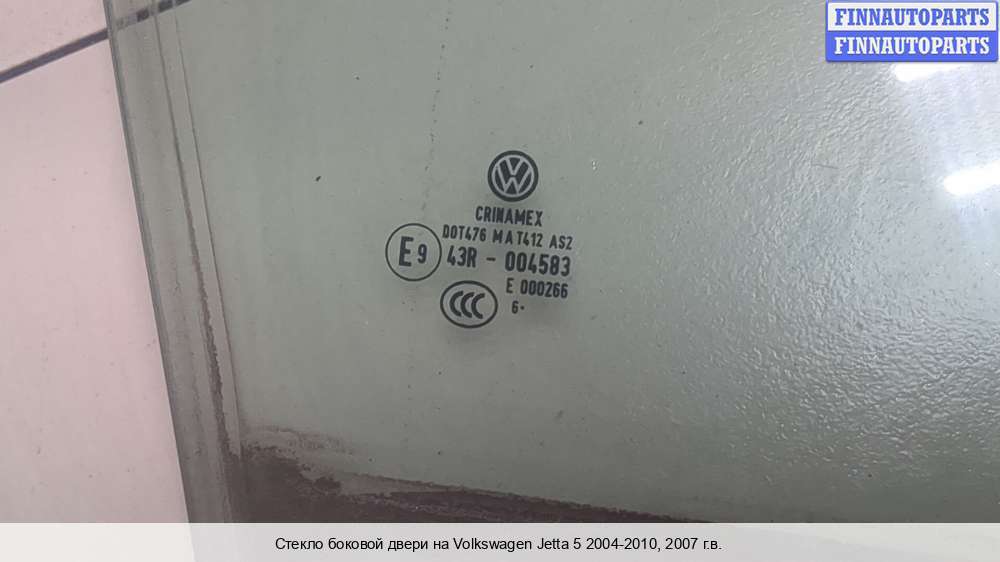 FINNAUTOPARTS
FINNAUTOPARTS
CRINAMEX
DOT476 M A T412 AS2
E9 43R - 004583
E 000266
CCC
6·
Стекло боковой двери на Volkswagen Jetta 5 2004-2010, 2007 г.в.